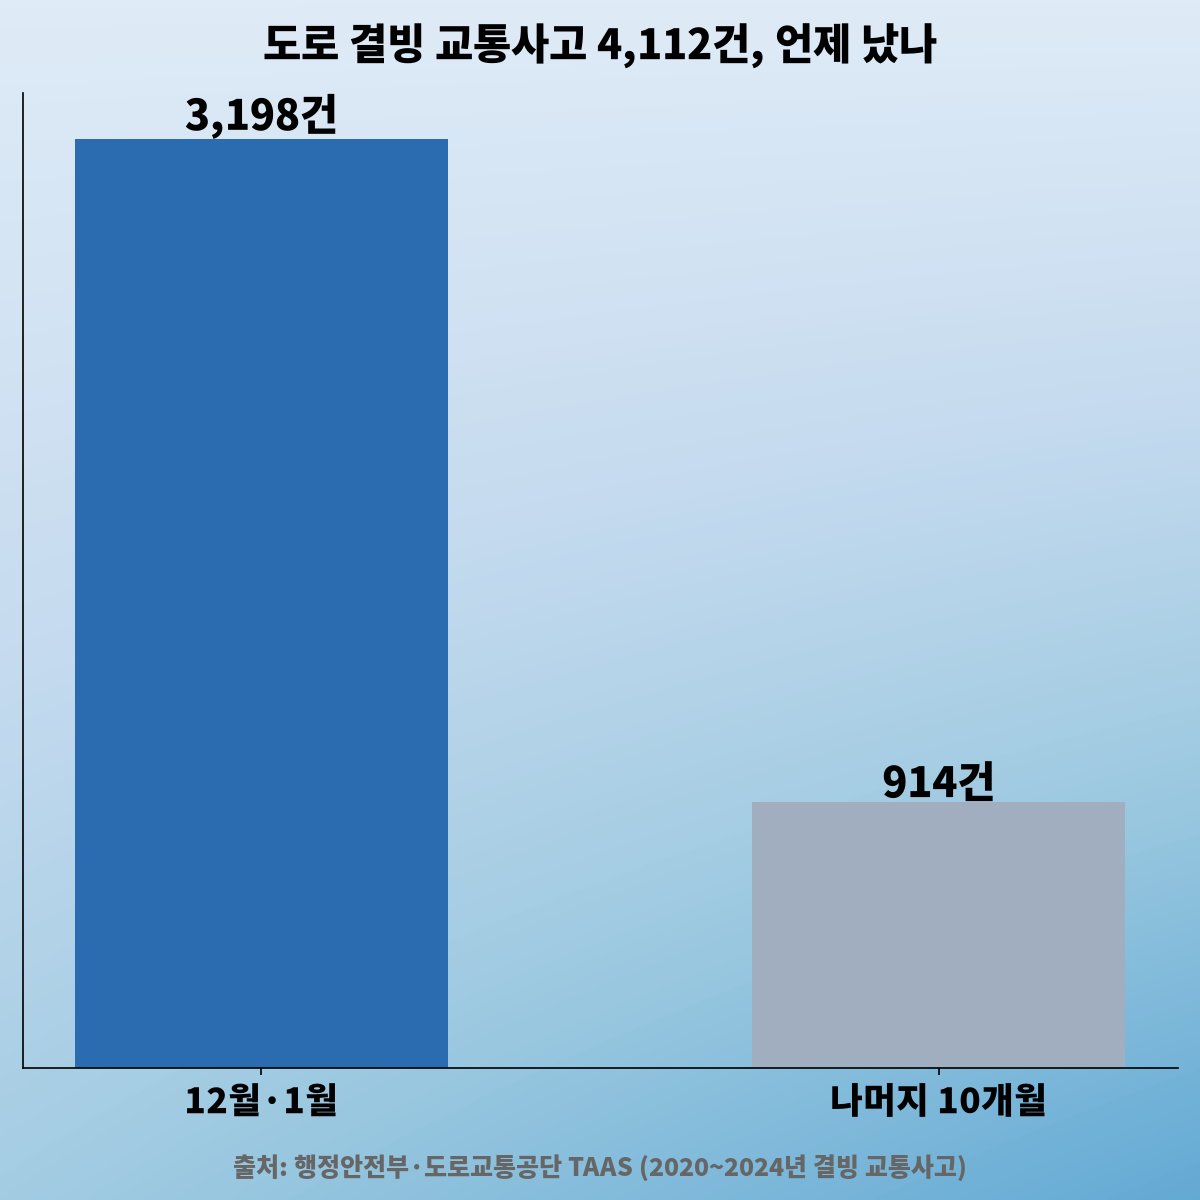 도로 결빙 교통사고 4,112건, 언제 났나
3,198건
914건
12월·1월
나머지 10개월
출처: 행정안전부·도로교통공단 TAAS (2020~2024년 결빙 교통사고)